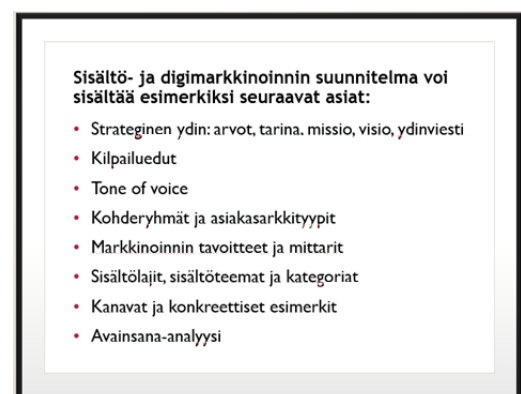 Sisältö- ja digimarkkinoinnin suunnitelma voi
sisältää esimerkiksi seuraavat asiat:
• Strateginen ydin: arvot, tarina. missio, visio, ydinviesti
• Kilpailuedut
• Tone of voice
• Kohderyhmät ja asiakasarkkityypit
• Markkinoinnin tavoitteet ja mittarit
• Sisältölajit, sisältöteemat ja kategoriat
• Kanavat ja konkreettiset esimerkit
• Avainsana-analyysi